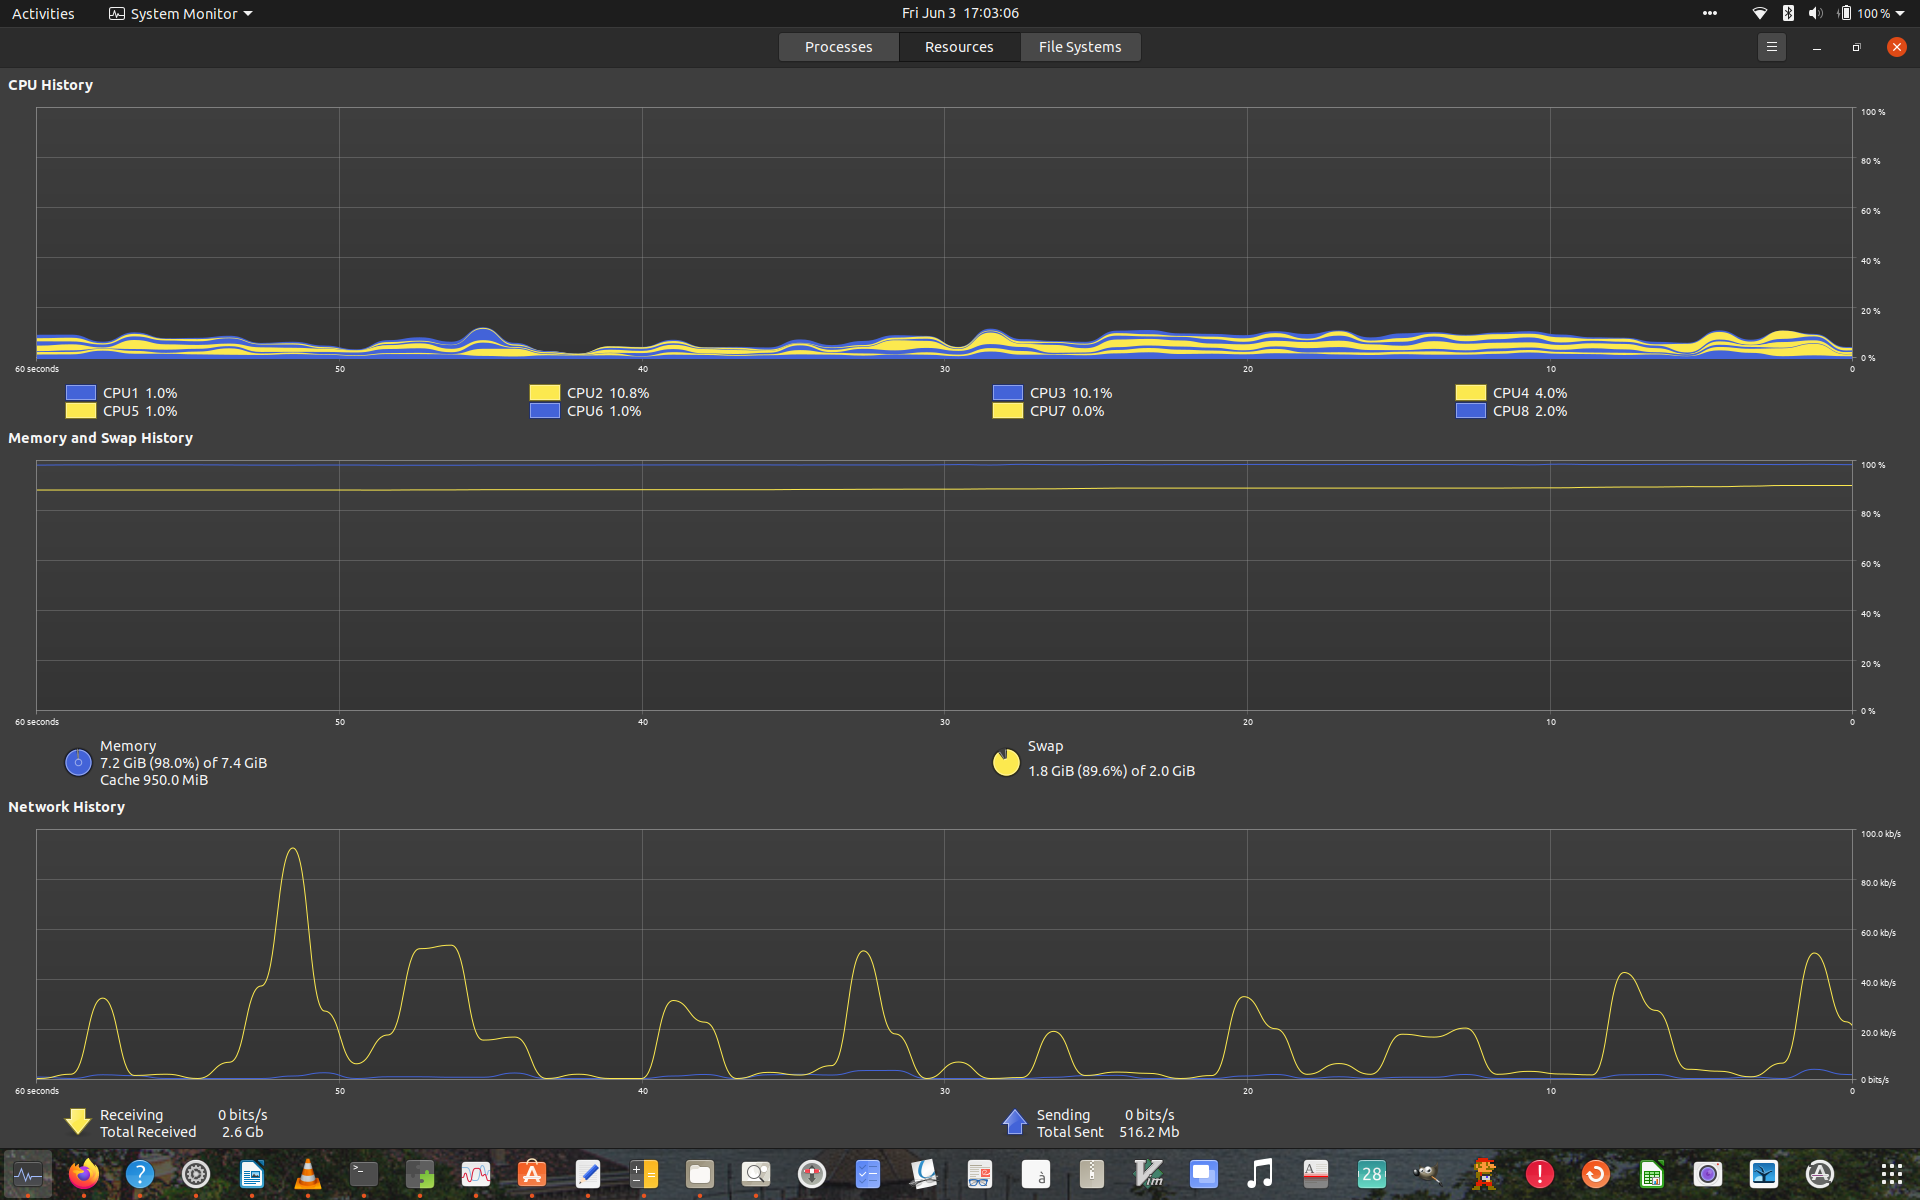 Activities System Monitor Fri Jun 3 17:03:06 100 %
Processes Resources File Systems
CPU History
100 %
80 %
60 %
40 %
20 %
0 %
60 seconds 50 40 30 20 10 0
CPU1 1.0% CPU2 10.8% CPU3 10.1% CPU4 4.0%
CPU5 1.0% CPU6 1.0% CPU7 0.0% CPU8 2.0%
Memory and Swap History
100 %
80 %
60 %
40 %
20 %
0 %
60 seconds 50 40 30 20 10 0
Memory
7.2 GiB (98.0%) of 7.4 GiB
Cache 950.0 MiB
Swap
1.8 GiB (89.6%) of 2.0 GiB
Network History
100.0 kb/s
80.0 kb/s
60.0 kb/s
40.0 kb/s
20.0 kb/s
0 bits/s
60 seconds 50 40 30 20 10 0
Receiving 0 bits/s
Total Received 2.6 Gb
Sending 0 bits/s
Total Sent 516.2 Mb
? >_ A à Vim A 28 ! A